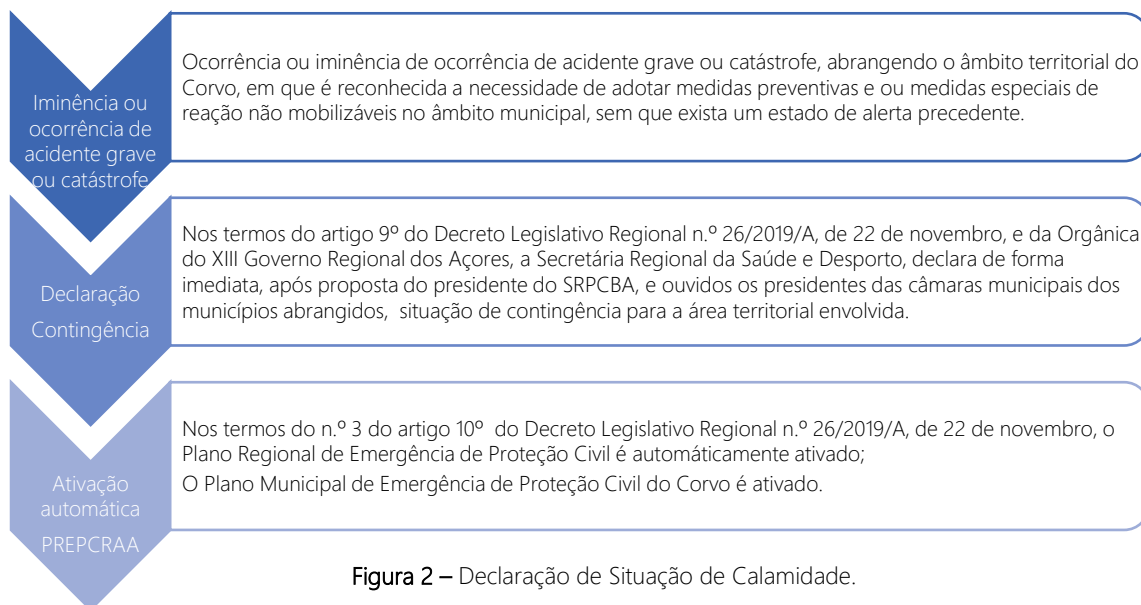 Iminência ou
ocorrência de
acidente grave
ou catástrofe
Ocorrência ou iminência de ocorrência de acidente grave ou catástrofe, abrangendo o âmbito territorial do
Corvo, em que é reconhecida a necessidade de adotar medidas preventivas e ou medidas especiais de
reação não mobilizáveis no âmbito municipal, sem que exista um estado de alerta precedente.
Declaração
Contingência
Nos termos do artigo 9º do Decreto Legislativo Regional n.º 26/2019/A, de 22 de novembro, e da Orgânica
do XIII Governo Regional dos Açores, a Secretária Regional da Saúde e Desporto, declara de forma
imediata, após proposta do presidente do SRPCBA, e ouvidos os presidentes das câmaras municipais dos
municípios abrangidos, situação de contingência para a área territorial envolvida.
Ativação
automática
PREPCRAA
Nos termos do n.º 3 do artigo 10º do Decreto Legislativo Regional n.º 26/2019/A, de 22 de novembro, o
Plano Regional de Emergência de Proteção Civil é automáticamente ativado;
O Plano Municipal de Emergência de Proteção Civil do Corvo é ativado.
Figura 2 – Declaração de Situação de Calamidade.